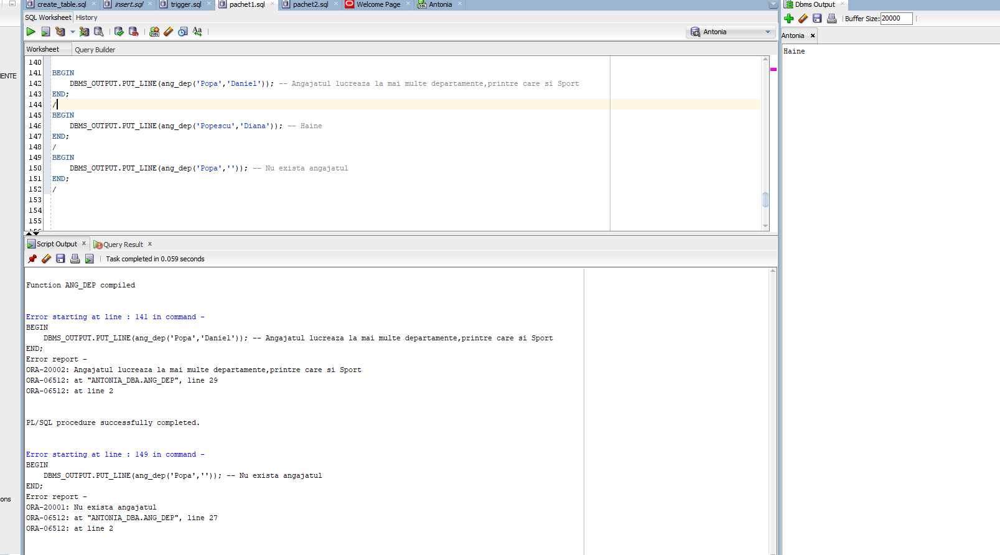 create_table.sql insert.sql trigger.sql pachet1.sql pachet2.sql Welcome Page Antonia
SQL Worksheet History
Antonia
Worksheet Query Builder
140
141 BEGIN
142 DBMS_OUTPUT.PUT_LINE(ang_dep('Popa','Daniel')); -- Angajatul lucreaza la mai multe departamente,printre care si Sport
143 END;
144 /
145 BEGIN
146 DBMS_OUTPUT.PUT_LINE(ang_dep('Popescu','Diana')); -- Haine
147 END;
148 /
149 BEGIN
150 DBMS_OUTPUT.PUT_LINE(ang_dep('Popa','')); -- Nu exista angajatul
151 END;
152 /
153
154
155
Script Output Query Result
Task completed in 0.059 seconds
Function ANG_DEP compiled
Error starting at line : 141 in command -
BEGIN
DBMS_OUTPUT.PUT_LINE(ang_dep('Popa','Daniel')); -- Angajatul lucreaza la mai multe departamente,printre care si Sport
END;
Error report -
ORA-20002: Angajatul lucreaza la mai multe departamente,printre care si Sport
ORA-06512: at "ANTONIA_DBA.ANG_DEP", line 29
ORA-06512: at line 2
PL/SQL procedure successfully completed.
Error starting at line : 149 in command -
BEGIN
DBMS_OUTPUT.PUT_LINE(ang_dep('Popa','')); -- Nu exista angajatul
END;
Error report -
ORA-20001: Nu exista angajatul
ORA-06512: at "ANTONIA_DBA.ANG_DEP", line 27
ORA-06512: at line 2
Dbms Output
Buffer Size: 20000
Antonia
Haine
IENTE
ons